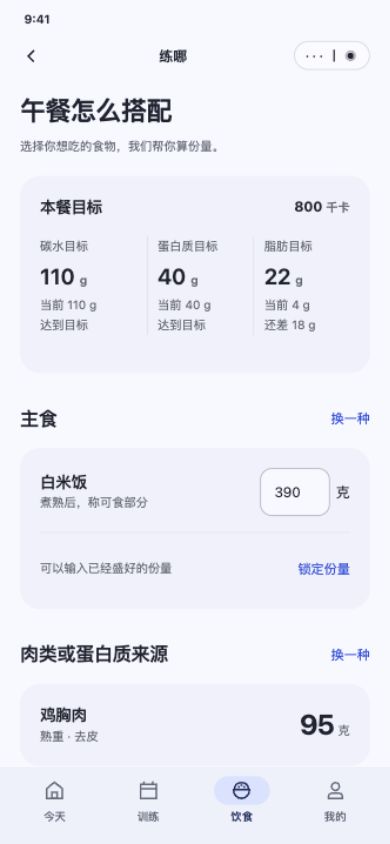 9:41
练哪
午餐怎么搭配
选择你想吃的食物，我们帮你算份量。
本餐目标 800 千卡
碳水目标 蛋白质目标 脂肪目标
110 g 40 g 22 g
当前 110 g 当前 40 g 当前 4 g
达到目标 达到目标 还差 18 g
主食 换一种
白米饭 390 克
煮熟后，称可食部分
可以输入已经盛好的份量 锁定份量
肉类或蛋白质来源 换一种
鸡胸肉 95 克
熟重 · 去皮
今天 训练 饮食 我的